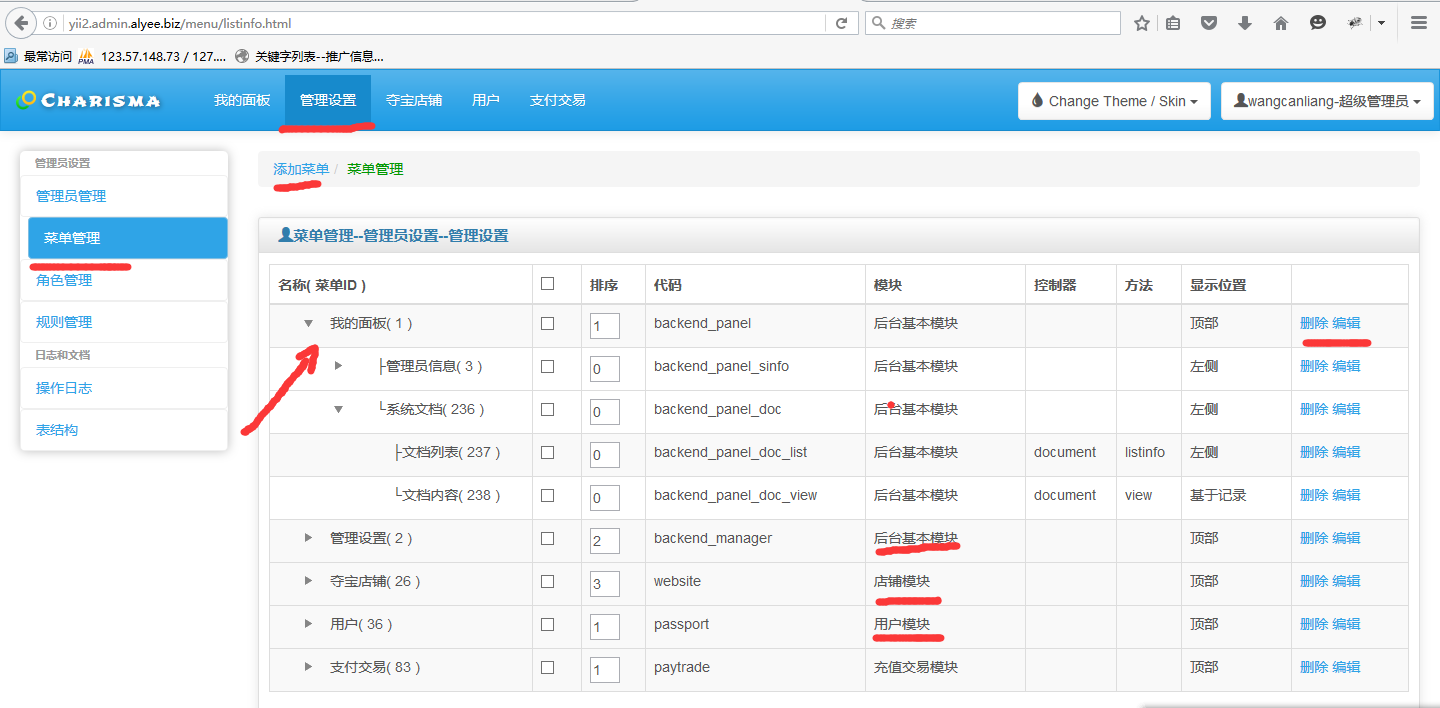 yii2.admin.alyee.biz/menu/listinfo.html 搜索
最常访问 PMA 123.57.148.73 / 127.... 关键字列表--推广信息...
CHARISMA 我的面板 管理设置 夺宝店铺 用户 支付交易 Change Theme / Skin wangcanliang-超级管理员
管理员设置
管理员管理
菜单管理
角色管理
规则管理
日志和文档
操作日志
表结构
添加菜单 / 菜单管理
菜单管理--管理员设置--管理设置
名称( 菜单ID ) 排序 代码 模块 控制器 方法 显示位置
我的面板( 1 ) 1 backend_panel 后台基本模块 顶部 删除 编辑
├管理员信息( 3 ) 0 backend_panel_sinfo 后台基本模块 左侧 删除 编辑
└系统文档( 236 ) 0 backend_panel_doc 后台基本模块 左侧 删除 编辑
├文档列表( 237 ) 0 backend_panel_doc_list 后台基本模块 document listinfo 左侧 删除 编辑
└文档内容( 238 ) 0 backend_panel_doc_view 后台基本模块 document view 基于记录 删除 编辑
管理设置( 2 ) 2 backend_manager 后台基本模块 顶部 删除 编辑
夺宝店铺( 26 ) 3 website 店铺模块 顶部 删除 编辑
用户( 36 ) 1 passport 用户模块 顶部 删除 编辑
支付交易( 83 ) 1 paytrade 充值交易模块 顶部 删除 编辑